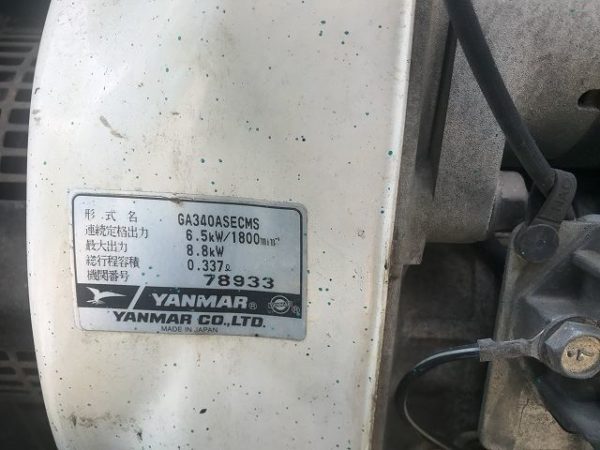 形式名 GA340ASECMS
連続定格出力 6.5kW/1800min⁻¹
最大出力 8.8kW
総行程容積 0.337ℓ
機関番号 78933
YANMAR®
YANMAR CO.,LTD.
MADE IN JAPAN